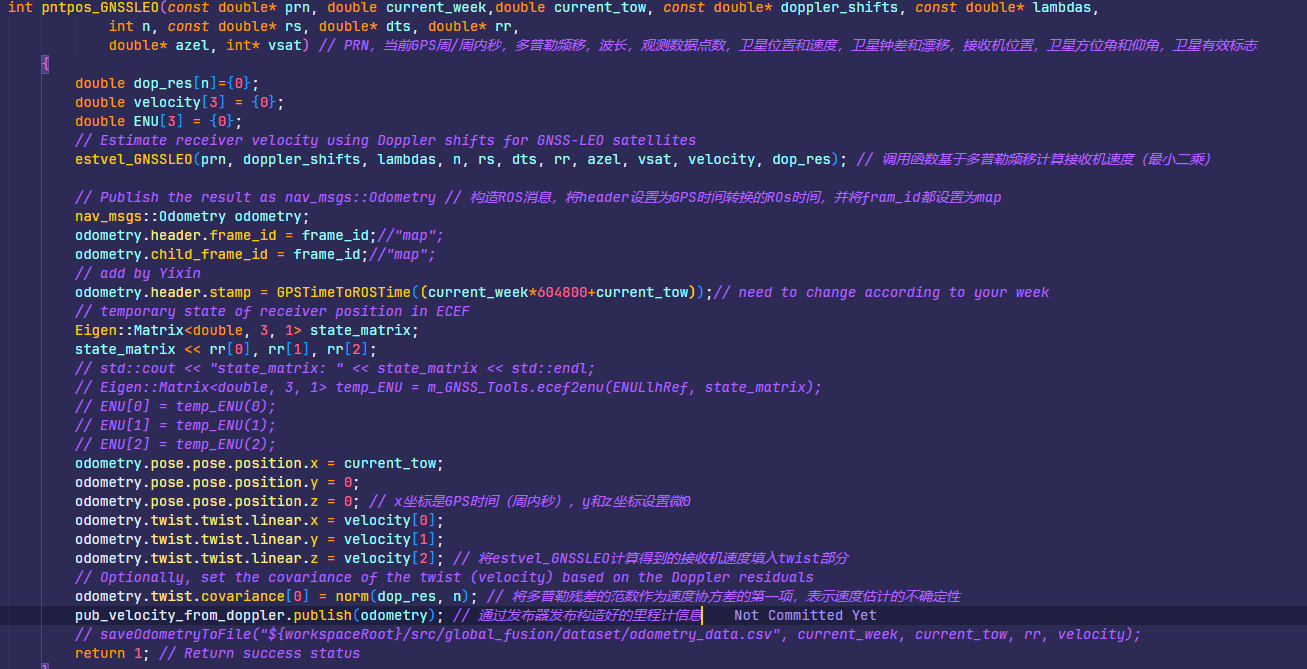 int pntpos_GNSSLEO(const double* prn, double current_week,double current_tow, const double* doppler_shifts, const double* lambdas,
int n, const double* rs, double* dts, double* rr,
double* azel, int* vsat) // PRN, 当前GPS周/周内秒, 多普勒频移, 波长, 观测数据点数, 卫星位置和速度, 卫星钟差和漂移, 接收机位置, 卫星方位角和仰角, 卫星有效标志
{
double dop_res[n]={0};
double velocity[3] = {0};
double ENU[3] = {0};
// Estimate receiver velocity using Doppler shifts for GNSS-LEO satellites
estvel_GNSSLEO(prn, doppler_shifts, lambdas, n, rs, dts, rr, azel, vsat, velocity, dop_res); // 调用函数基于多普勒频移计算接收机速度（最小二乘）
// Publish the result as nav_msgs::Odometry // 构造ROS消息，将header设置为GPS时间转换的ROs时间，并将fram_id都设置为map
nav_msgs::Odometry odometry;
odometry.header.frame_id = frame_id;//"map";
odometry.child_frame_id = frame_id;//"map";
// add by Yixin
odometry.header.stamp = GPSTimeToROSTime((current_week*604800+current_tow));// need to change according to your week
// temporary state of receiver position in ECEF
Eigen::Matrix<double, 3, 1> state_matrix;
state_matrix << rr[0], rr[1], rr[2];
// std::cout << "state_matrix: " << state_matrix << std::endl;
// Eigen::Matrix<double, 3, 1> temp_ENU = m_GNSS_Tools.ecef2enu(ENULlhRef, state_matrix);
// ENU[0] = temp_ENU(0);
// ENU[1] = temp_ENU(1);
// ENU[2] = temp_ENU(2);
odometry.pose.pose.position.x = current_tow;
odometry.pose.pose.position.y = 0;
odometry.pose.pose.position.z = 0; // x坐标是GPS时间（周内秒），y和z坐标设置微0
odometry.twist.twist.linear.x = velocity[0];
odometry.twist.twist.linear.y = velocity[1];
odometry.twist.twist.linear.z = velocity[2]; // 将estvel_GNSSLEO计算得到的接收机速度填入twist部分
// Optionally, set the covariance of the twist (velocity) based on the Doppler residuals
odometry.twist.covariance[0] = norm(dop_res, n); // 将多普勒残差的范数作为速度协方差的第一项，表示速度估计的不确定性
pub_velocity_from_doppler.publish(odometry); // 通过发布器发布构造好的里程计信息 Not Committed Yet
// saveOdometryToFile("${workspaceRoot}/src/global_fusion/dataset/odometry_data.csv", current_week, current_tow, rr, velocity);
return 1; // Return success status
}